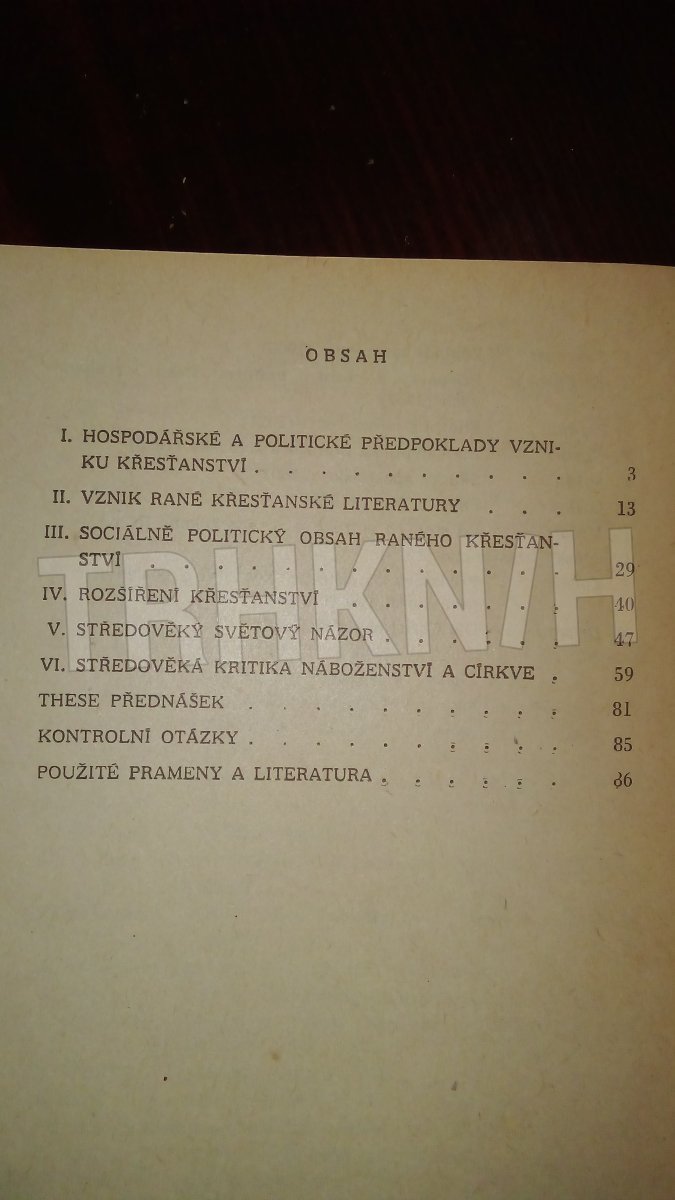 OBSAH
I. HOSPODÁŘSKÉ A POLITICKÉ PŘEDPOKLADY VZNI-
KU KŘESŤANSTVÍ . . . . . . . . . . 3
II. VZNIK RANÉ KŘESŤANSKÉ LITERATURY . . . 13
III. SOCIÁLNĚ POLITICKÝ OBSAH RANÉHO KŘESŤAN-
STVÍ . . . . . . . . . . . . . 29
IV. ROZŠÍŘENÍ KŘESŤANSTVÍ . . . . . . . 40
V. STŘEDOVĚKÝ SVĚTOVÝ NÁZOR . . . . . . 47
VI. STŘEDOVĚKÁ KRITIKA NÁBOŽENSTVÍ A CÍRKVE . 59
THESE PŘEDNÁŠEK . . . . . . . . . . 81
KONTROLNÍ OTÁZKY . . . . . . . . . . 85
POUŽITÉ PRAMENY A LITERATURA . . . . . . 86
TRHKNIH